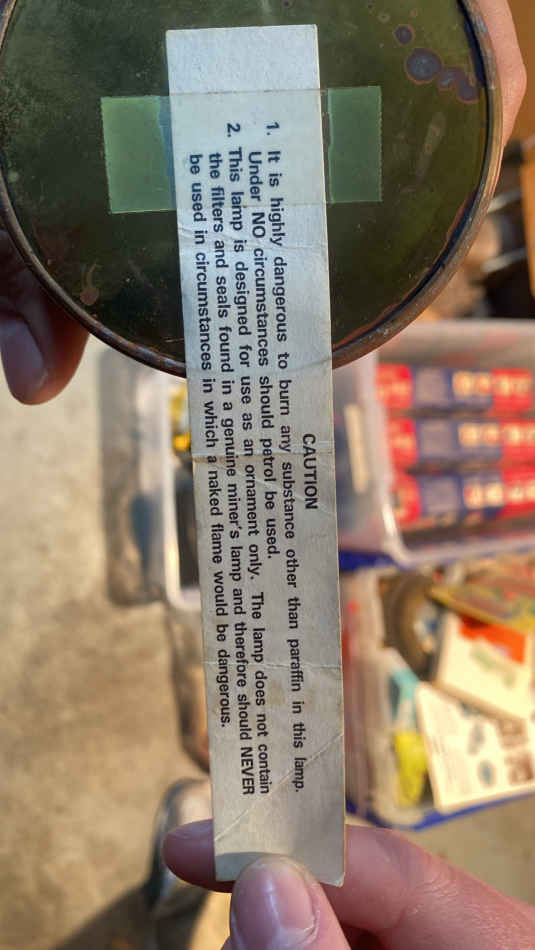 CAUTION
1. It is highly dangerous to burn any substance other than paraffin in this lamp.
Under NO circumstances should petrol be used.
2. This lamp is designed for use as an ornament only. The lamp does not contain
the filters and seals found in a genuine miner's lamp and therefore should NEVER
be used in circumstances in which a naked flame would be dangerous.